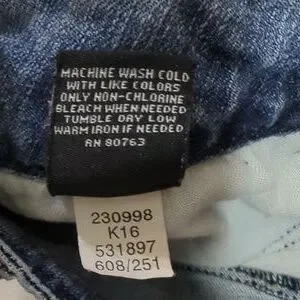 MACHINE WASH COLD
WITH LIKE COLORS
ONLY NON-CHLORINE
BLEACH WHEN NEEDED
TUMBLE DRY LOW
WARM IRON IF NEEDED
RN 80763
230998
K16
531897
608/251